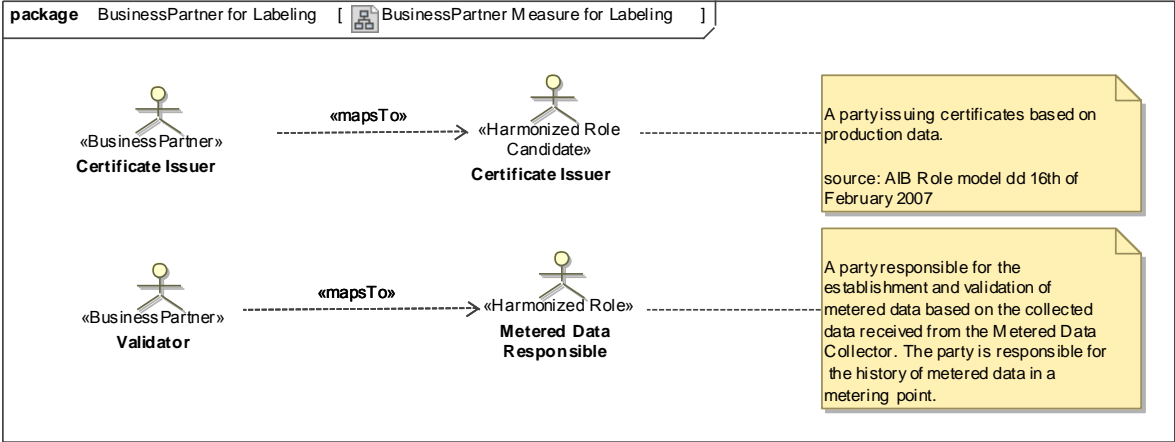 package BusinessPartner for Labeling [ BusinessPartner Measure for Labeling ]
«mapsTo»
«BusinessPartner»
Certificate Issuer
«Harmonized Role
Candidate»
Certificate Issuer
A party issuing certificates based on
production data.
source: AIB Role model dd 16th of
February 2007
«mapsTo»
«BusinessPartner»
Validator
«Harmonized Role»
Metered Data
Responsible
A party responsible for the
establishment and validation of
metered data based on the collected
data received from the Metered Data
Collector. The party is responsible for
the history of metered data in a
metering point.